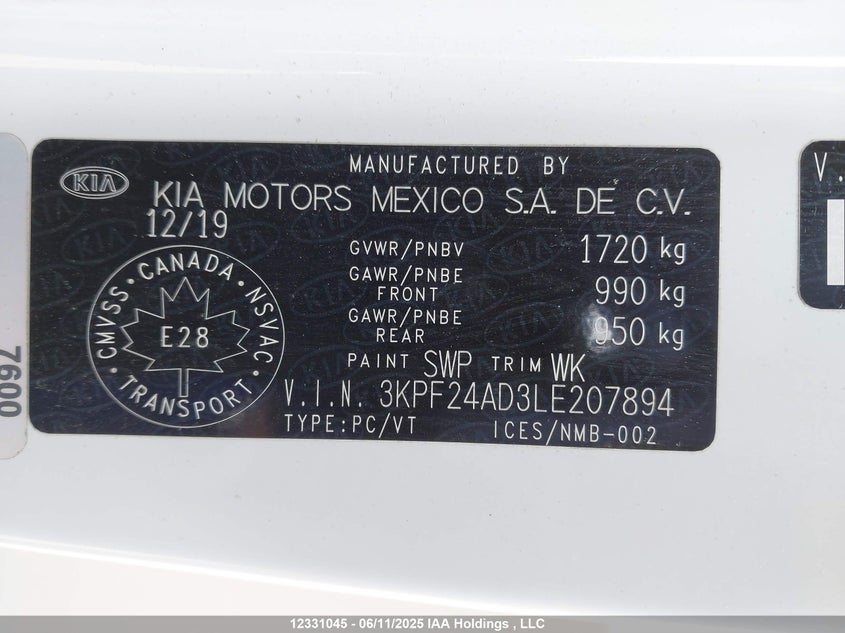 MANUFACTURED BY
KIA
KIA MOTORS MEXICO S.A. DE C.V.
12/19
GVWR/PNBV 1720 kg
GAWR/PNBE FRONT 990 kg
GAWR/PNBE REAR 950 kg
CMVSS • CANADA • NSVAC • TRANSPORT •
E28
PAINT SWP TRIM WK
V.I.N. 3KPF24AD3LE207894
TYPE:PC/VT ICES/NMB-002
V.
12331045 - 06/11/2025 IAA Holdings , LLC